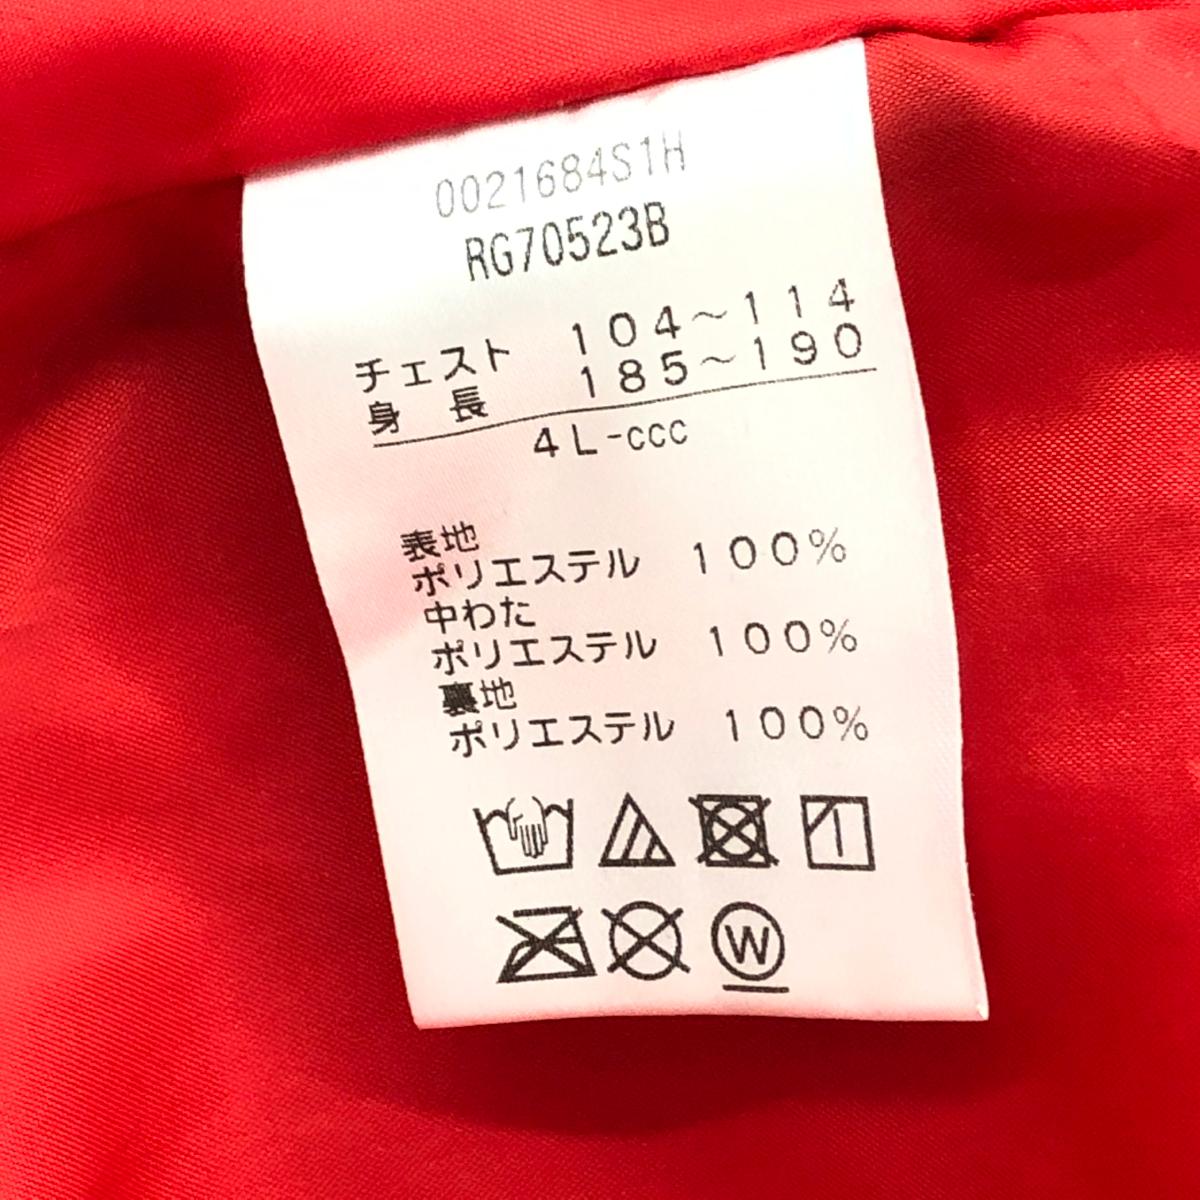 0021684S1H
RG70523B
チェスト 104～114
身長 185～190
4L-ccc
表地
ポリエステル 100%
中わた
ポリエステル 100%
裏地
ポリエステル 100%
W